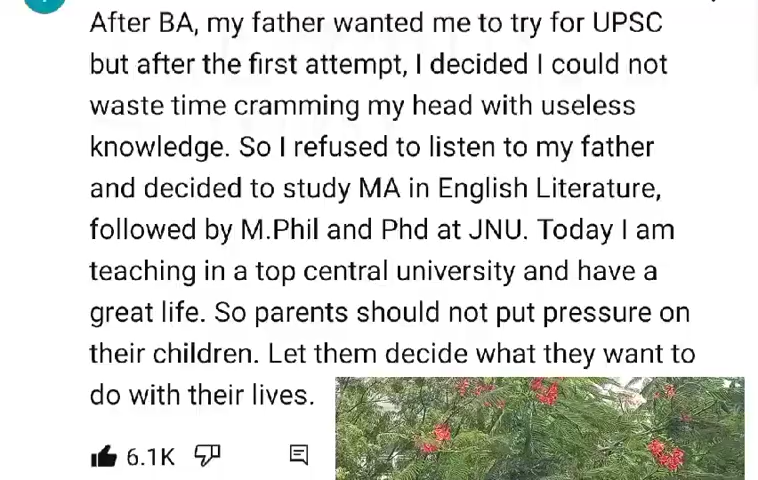 After BA, my father wanted me to try for UPSC
but after the first attempt, I decided I could not
waste time cramming my head with useless
knowledge. So I refused to listen to my father
and decided to study MA in English Literature,
followed by M.Phil and Phd at JNU. Today I am
teaching in a top central university and have a
great life. So parents should not put pressure on
their children. Let them decide what they want to
do with their lives.
6.1K